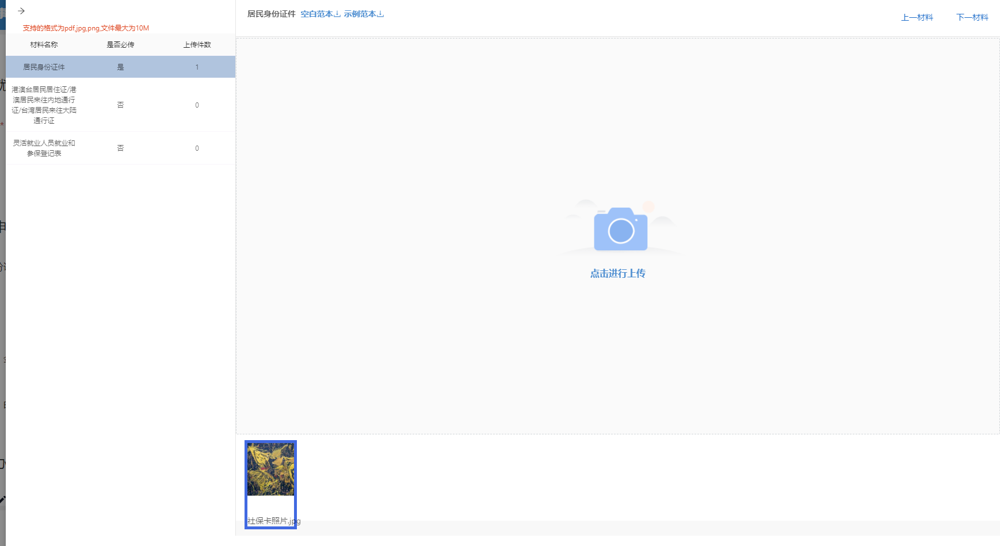 支持的格式为pdf,jpg,png,文件最大为10M
材料名称 是否必传 上传件数
居民身份证件 是 1
港澳台居民居住证/港
澳居民来往内地通行
证/台湾居民来往大陆
通行证
否 0
灵活就业人员就业和
参保登记表
否 0
居民身份证件 空白范本 示例范本
上一材料 下一材料
点击进行上传
社保卡照片.jpg